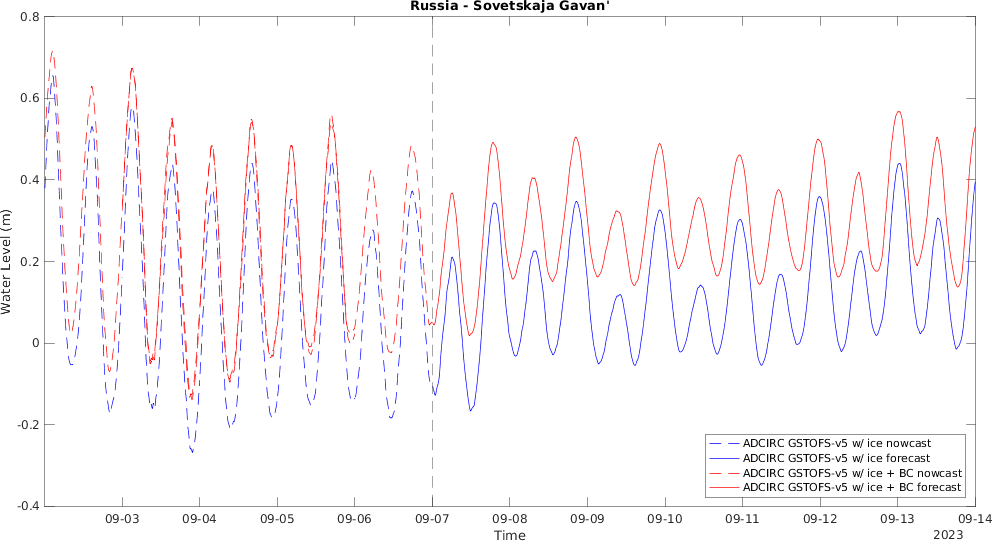 Russia - Sovetskaja Gavan'
0.8
0.6
0.4
0.2
0
-0.2
-0.4
Water Level (m)
ADCIRC GSTOFS-v5 w/ ice nowcast
ADCIRC GSTOFS-v5 w/ ice forecast
ADCIRC GSTOFS-v5 w/ ice + BC nowcast
ADCIRC GSTOFS-v5 w/ ice + BC forecast
09-03 09-04 09-05 09-06 09-07 09-08 09-09 09-10 09-11 09-12 09-13 09-14
Time
2023